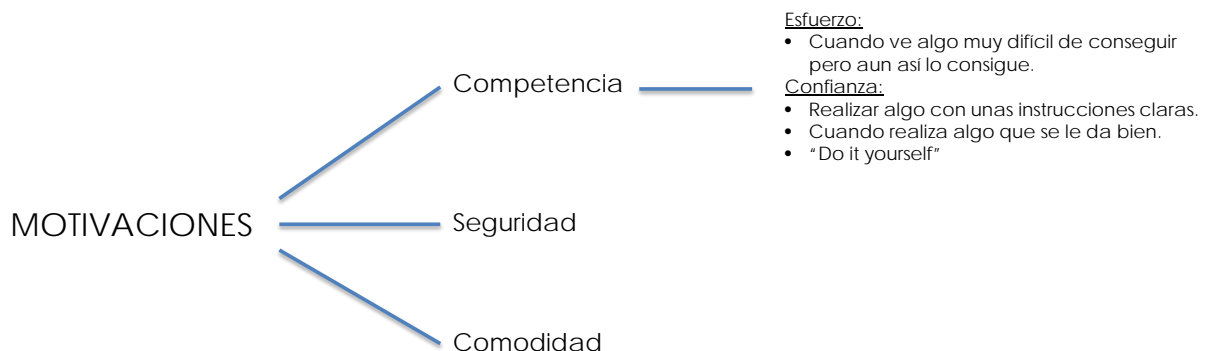 Esfuerzo:
• Cuando ve algo muy difícil de conseguir
pero aun así lo consigue.
Competencia
Confianza:
• Realizar algo con unas instrucciones claras.
• Cuando realiza algo que se le da bien.
• “Do it yourself”
MOTIVACIONES
Seguridad
Comodidad